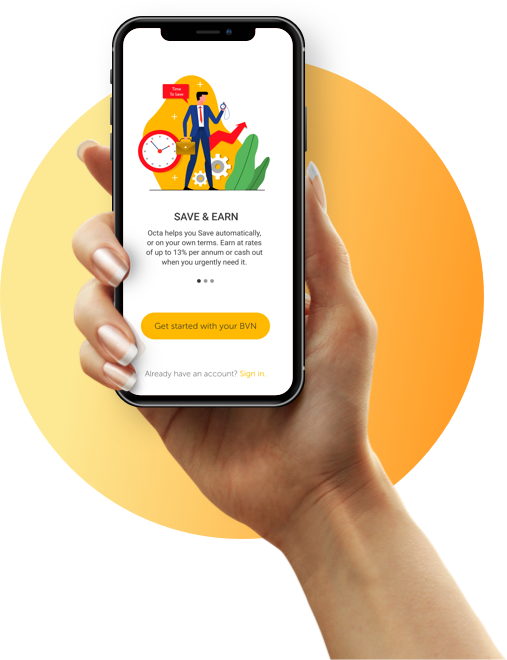 Time
To Save
SAVE & EARN
Octa helps you Save automatically,
or on your own terms. Earn at rates
of up to 13% per annum or cash out
when you urgently need it.
Get started with your BVN
Already have an account? Sign in